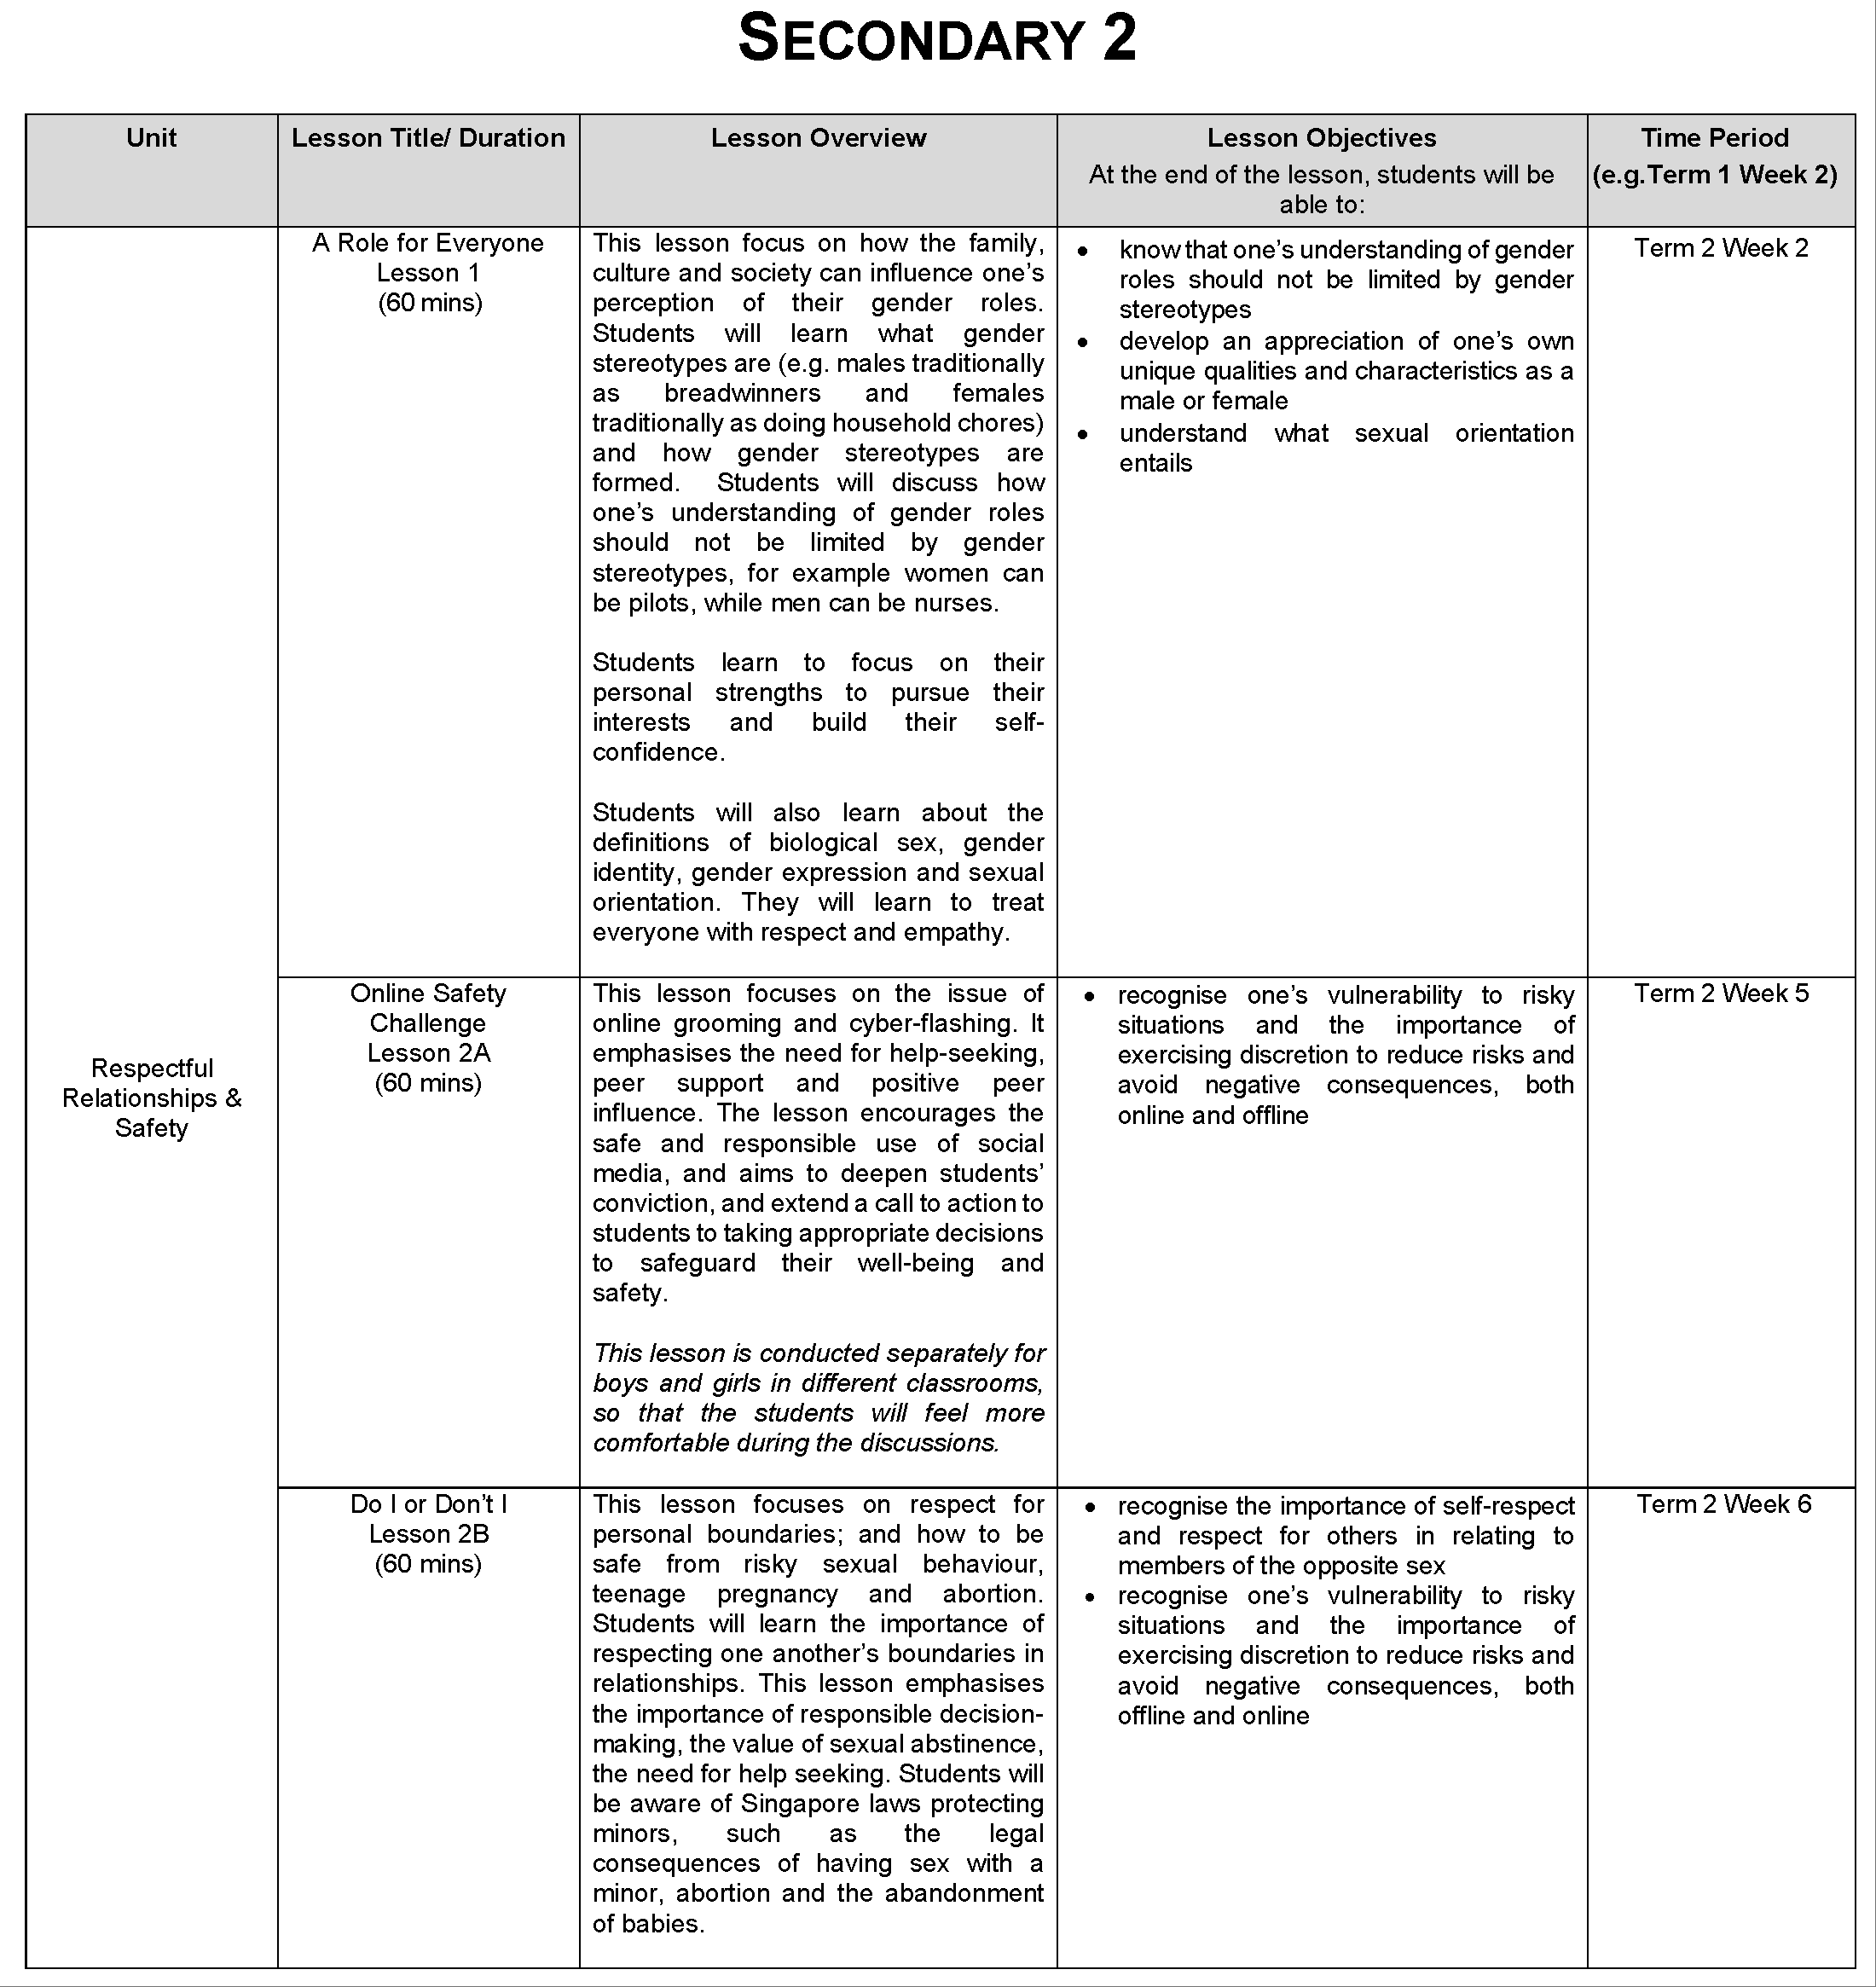 SECONDARY 2
Unit
Lesson Title/ Duration
Lesson Overview
Lesson Objectives
At the end of the lesson, students will be
able to:
Time Period
(e.g.Term 1 Week 2)
Respectful
Relationships &
Safety
A Role for Everyone
Lesson 1
(60 mins)
This lesson focus on how the family,
culture and society can influence one’s
perception of their gender roles.
Students will learn what gender
stereotypes are (e.g. males traditionally
as breadwinners and females
traditionally as doing household chores)
and how gender stereotypes are
formed. Students will discuss how
one’s understanding of gender roles
should not be limited by gender
stereotypes, for example women can
be pilots, while men can be nurses.
Students learn to focus on their
personal strengths to pursue their
interests and build their self-
confidence.
Students will also learn about the
definitions of biological sex, gender
identity, gender expression and sexual
orientation. They will learn to treat
everyone with respect and empathy.
• know that one’s understanding of gender
roles should not be limited by gender
stereotypes
• develop an appreciation of one’s own
unique qualities and characteristics as a
male or female
• understand what sexual orientation
entails
Term 2 Week 2
Online Safety
Challenge
Lesson 2A
(60 mins)
This lesson focuses on the issue of
online grooming and cyber-flashing. It
emphasises the need for help-seeking,
peer support and positive peer
influence. The lesson encourages the
safe and responsible use of social
media, and aims to deepen students’
conviction, and extend a call to action to
students to taking appropriate decisions
to safeguard their well-being and
safety.
This lesson is conducted separately for
boys and girls in different classrooms,
so that the students will feel more
comfortable during the discussions.
• recognise one’s vulnerability to risky
situations and the importance of
exercising discretion to reduce risks and
avoid negative consequences, both
online and offline
Term 2 Week 5
Do I or Don’t I
Lesson 2B
(60 mins)
This lesson focuses on respect for
personal boundaries; and how to be
safe from risky sexual behaviour,
teenage pregnancy and abortion.
Students will learn the importance of
respecting one another’s boundaries in
relationships. This lesson emphasises
the importance of responsible decision-
making, the value of sexual abstinence,
the need for help seeking. Students will
be aware of Singapore laws protecting
minors, such as the legal
consequences of having sex with a
minor, abortion and the abandonment
of babies.
• recognise the importance of self-respect
and respect for others in relating to
members of the opposite sex
• recognise one’s vulnerability to risky
situations and the importance of
exercising discretion to reduce risks and
avoid negative consequences, both
offline and online
Term 2 Week 6